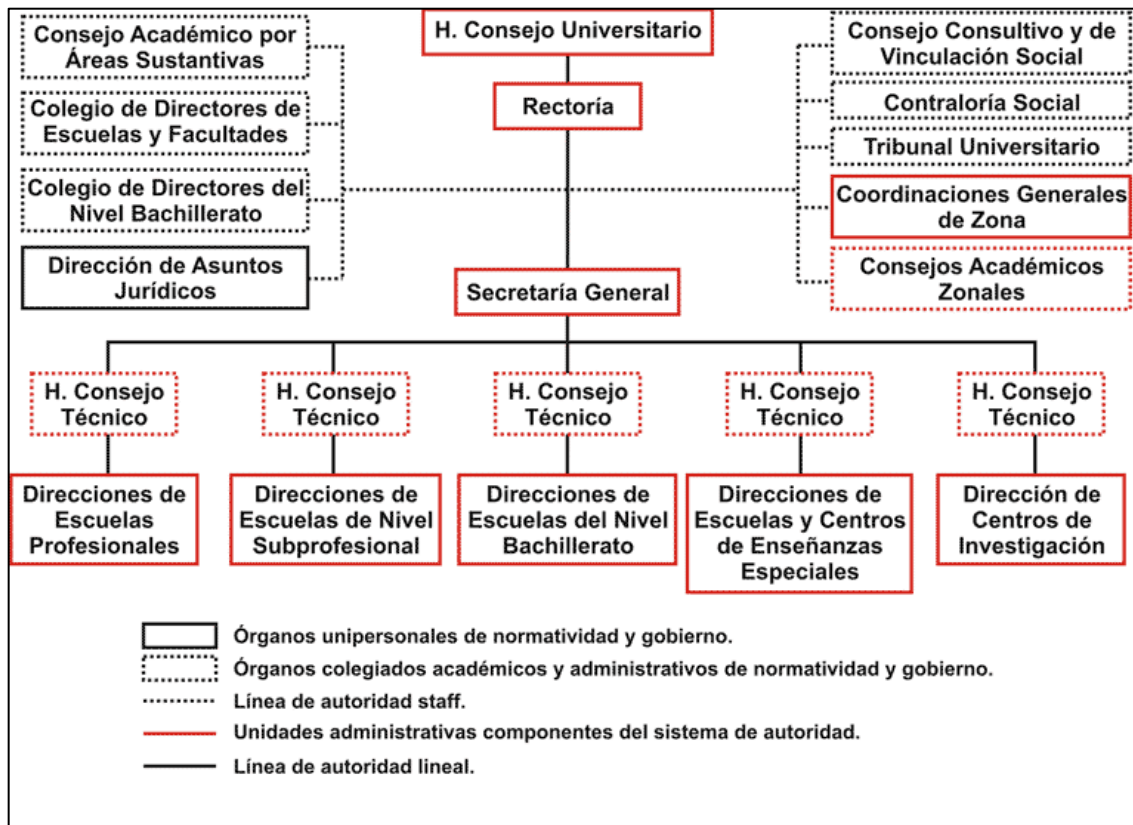 Consejo Académico por
Áreas Sustantivas
Colegio de Directores de
Escuelas y Facultades
Colegio de Directores del
Nivel Bachillerato
Dirección de Asuntos
Jurídicos
H. Consejo Universitario
Rectoría
Secretaría General
Consejo Consultivo y de
Vinculación Social
Contraloría Social
Tribunal Universitario
Coordinaciones Generales
de Zona
Consejos Académicos
Zonales
H. Consejo
Técnico
H. Consejo
Técnico
H. Consejo
Técnico
H. Consejo
Técnico
H. Consejo
Técnico
Direcciones de
Escuelas
Profesionales
Direcciones de
Escuelas de Nivel
Subprofesional
Direcciones de
Escuelas del Nivel
Bachillerato
Direcciones de
Escuelas y Centros
de Enseñanzas
Especiales
Dirección de
Centros de
Investigación
Órganos unipersonales de normatividad y gobierno.
Órganos colegiados académicos y administrativos de normatividad y gobierno.
Línea de autoridad staff.
Unidades administrativas componentes del sistema de autoridad.
Línea de autoridad lineal.